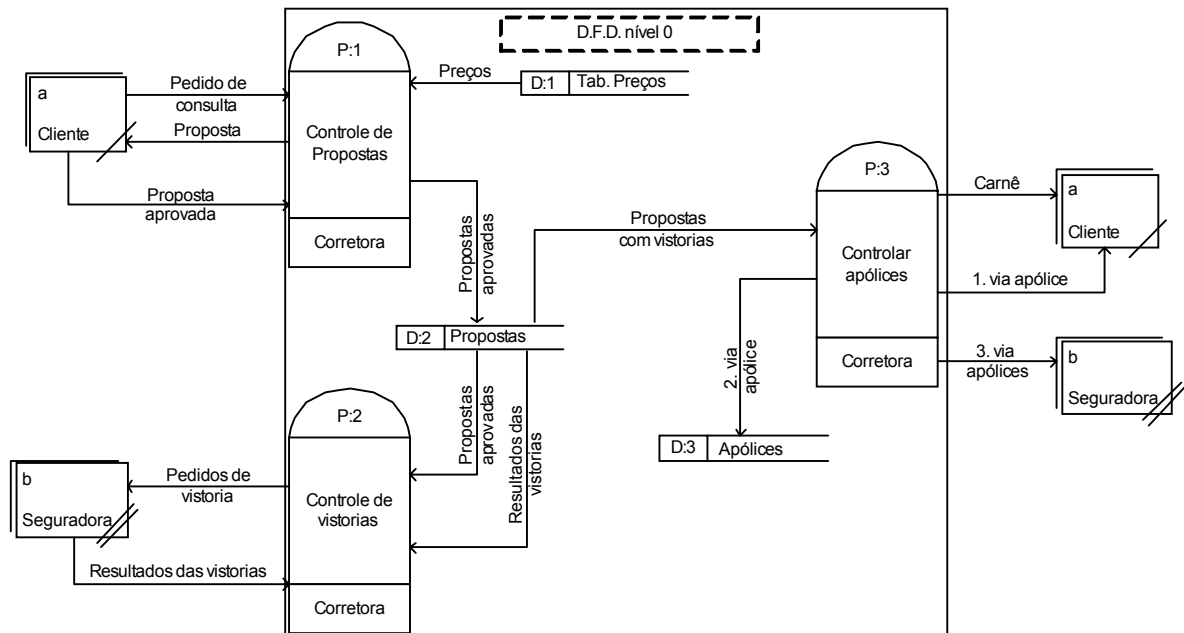 D.F.D. nível 0
P:1
Controle de
Propostas
Corretora
a
Cliente
Pedido de
consulta
Proposta
Proposta
aprovada
Preços
D:1 Tab. Preços
Propostas
aprovadas
D:2 Propostas
Propostas
com vistorias
P:3
Controlar
apólices
Corretora
Carnê
a
Cliente
1. via apólice
3. via
apólices
b
Seguradora
2. via
apólice
D:3 Apólices
Propostas
aprovadas
Resultados das
vistorias
P:2
Controle de
vistorias
Corretora
b
Seguradora
Pedidos de
vistoria
Resultados das vistorias